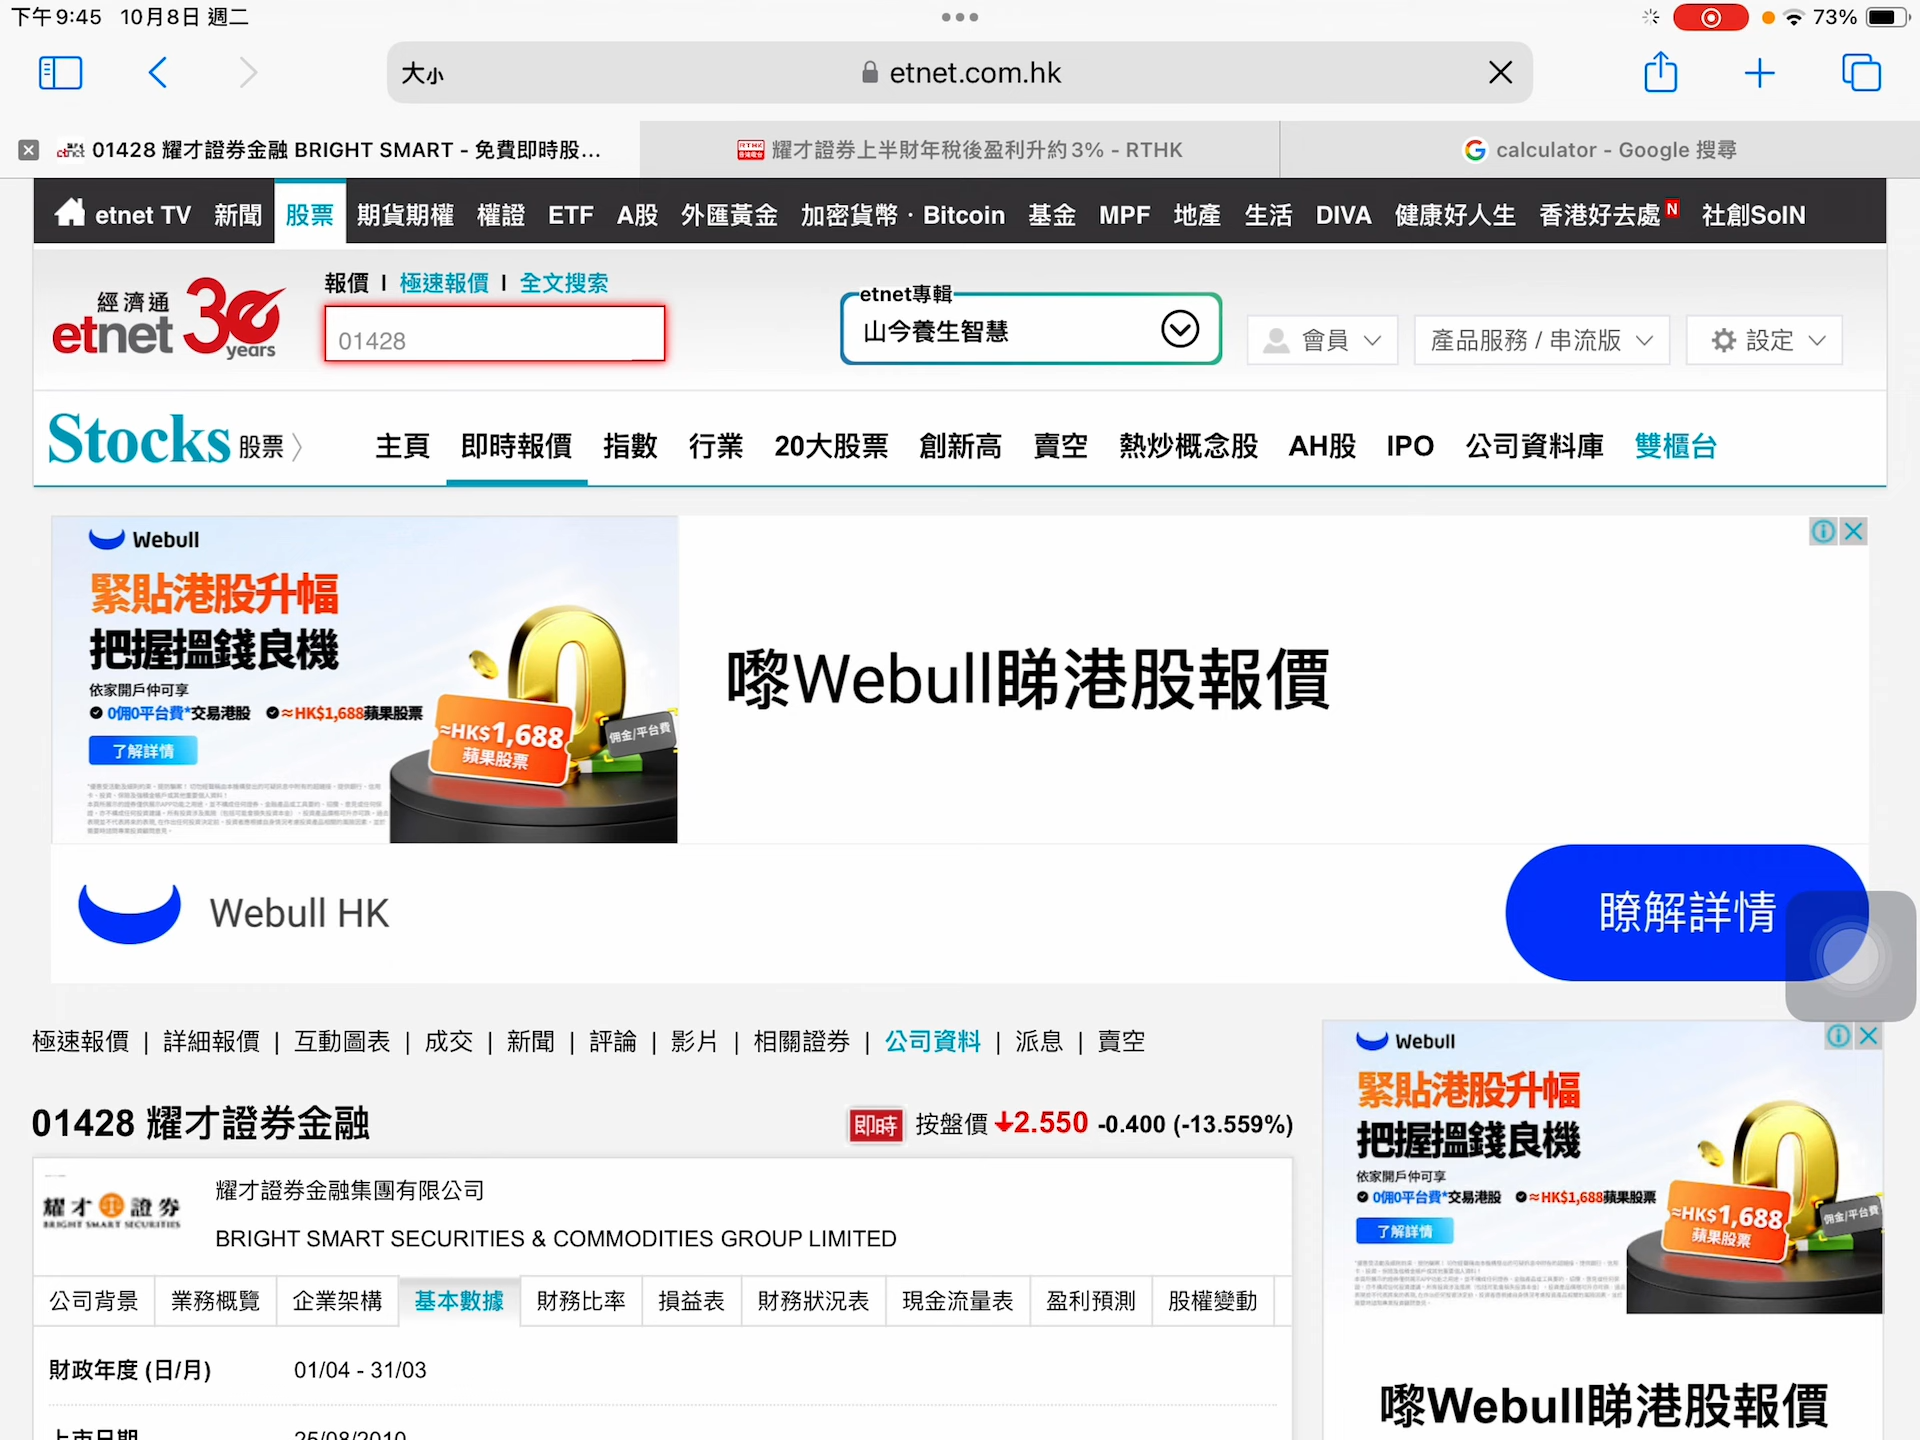 下午9:45 10月8日 週二
73%
大小
etnet.com.hk
01428 耀才證券金融 BRIGHT SMART - 免費即時股...
耀才證券上半財年稅後盈利升約3% - RTHK
calculator - Google 搜尋
etnet TV 新聞 股票 期貨期權 權證 ETF A股 外匯黃金 加密貨幣 · Bitcoin 基金 MPF 地產 生活 DIVA 健康好人生 香港好去處 N 社創SoIN
經濟通
etnet 30 years
報價 | 極速報價 | 全文搜索
01428
etnet專輯
山今養生智慧
會員
產品服務 / 串流版
設定
Stocks 股票
主頁 即時報價 指數 行業 20大股票 創新高 賣空 熱炒概念股 AH股 IPO 公司資料庫 雙櫃台
Webull
緊貼港股升幅
把握搵錢良機
依家開戶仲可享
0佣0平台費*交易港股 ≈HK$1,688蘋果股票
了解詳情
≈HK$1,688
蘋果股票
佣金/平台費
嚟Webull睇港股報價
Webull HK
瞭解詳情
極速報價 | 詳細報價 | 互動圖表 | 成交 | 新聞 | 評論 | 影片 | 相關證券 | 公司資料 | 派息 | 賣空
01428 耀才證券金融
即時 按盤價 2.550 -0.400 (-13.559%)
耀才證券
BRIGHT SMART SECURITIES
耀才證券金融集團有限公司
BRIGHT SMART SECURITIES & COMMODITIES GROUP LIMITED
公司背景 業務概覽 企業架構 基本數據 財務比率 損益表 財務狀況表 現金流量表 盈利預測 股權變動
財政年度 (日/月) 01/04 - 31/03
上市日期 25/08/2010
Webull
緊貼港股升幅
把握搵錢良機
依家開戶仲可享
0佣0平台費*交易港股 ≈HK$1,688蘋果股票
了解詳情
≈HK$1,688
蘋果股票
佣金/平台費
嚟Webull睇港股報價